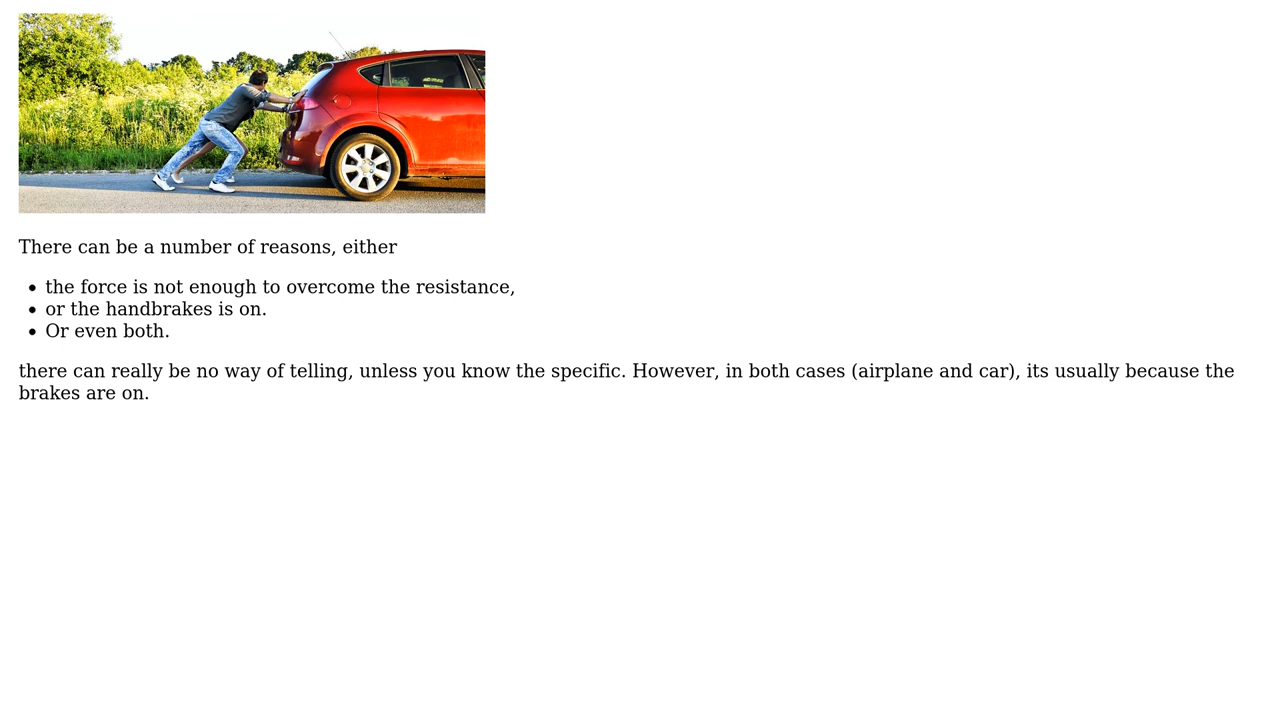 There can be a number of reasons, either
• the force is not enough to overcome the resistance,
• or the handbrakes is on.
• Or even both.
there can really be no way of telling, unless you know the specific. However, in both cases (airplane and car), its usually because the
brakes are on.